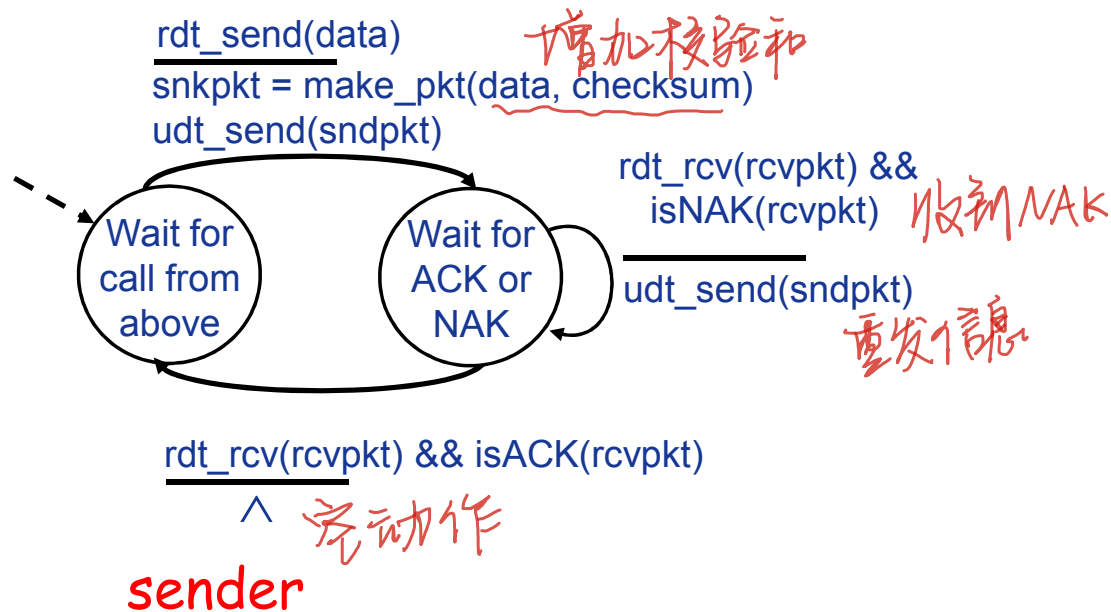 rdt_send(data)
增加校验和
snkpkt = make_pkt(data, checksum)
udt_send(sndpkt)
rdt_rcv(rcvpkt) &&
isNAK(rcvpkt)
收到NAK
Wait for
call from
above
Wait for
ACK or
NAK
udt_send(sndpkt)
重发信息
rdt_rcv(rcvpkt) && isACK(rcvpkt)
Λ
空动作
sender